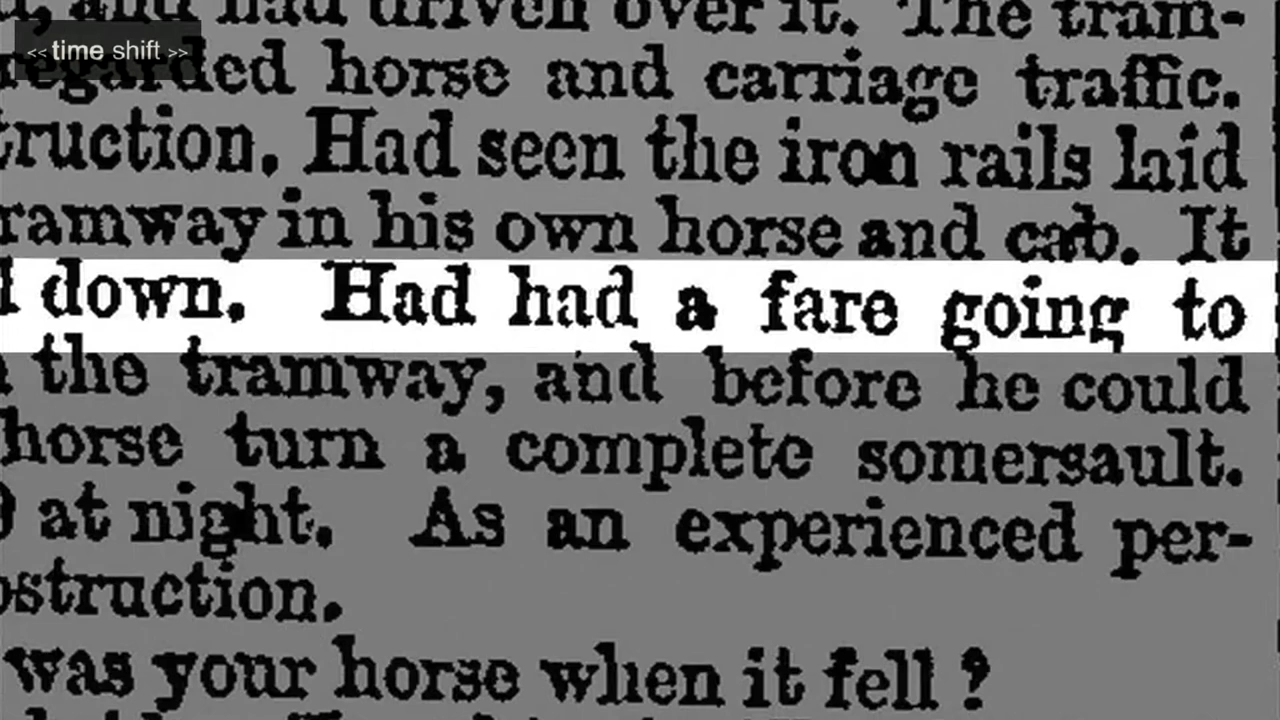 << time shift >>
and had driven over it. The tram-
regarded horse and carriage traffic.
truction. Had seen the iron rails laid
ramway in his own horse and cab. It
d down. Had had a fare going to
the tramway, and before he could
horse turn a complete somersault.
at night. As an experienced per-
bstruction.
was your horse when it fell ?